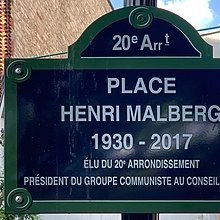 20e Arrt
PLACE
HENRI MALBERG
1930 - 2017
ÉLU DU 20e ARRONDISSEMENT
PRÉSIDENT DU GROUPE COMMUNISTE AU CONSEIL